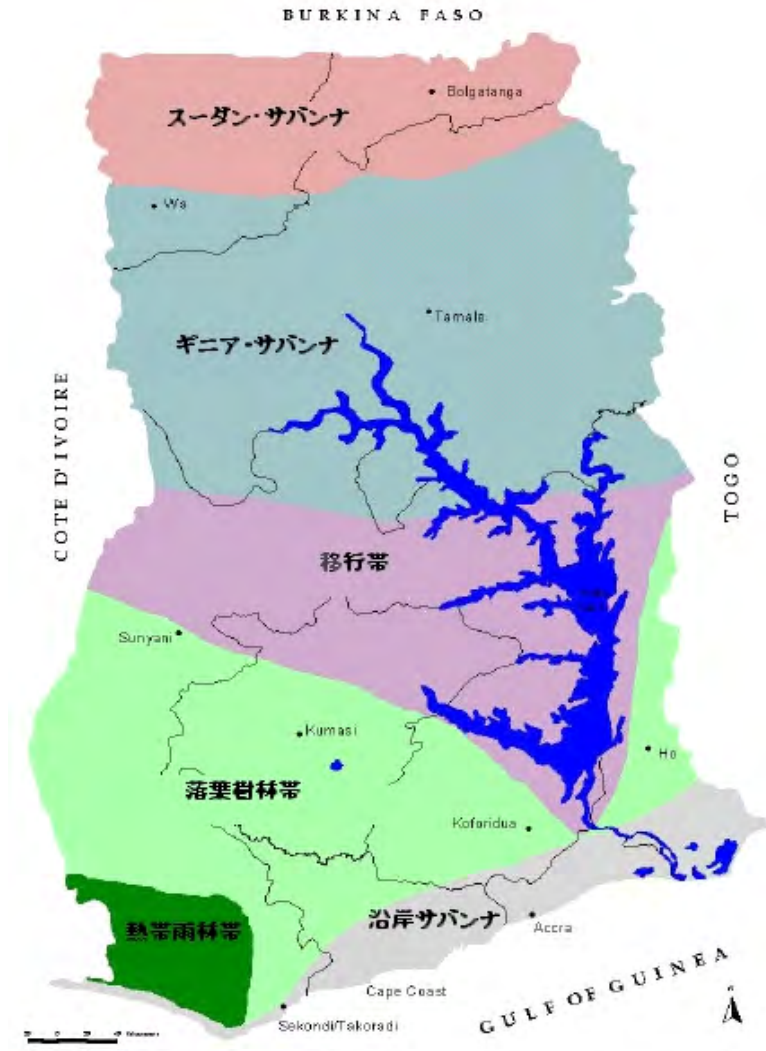 BURKINA FASO
Bolgatanga
スーダン・サバンナ
Wa
Tamale
ギニア・サバンナ
COTE D'IVOIRE
TOGO
移行帯
Sunyani
Kumasi
Ho
落葉樹林帯
Koforidua
沿岸サバンナ
熱帯雨林帯
Accra
Cape Coast
GULF OF GUINEA
Sekondi/Takoradi